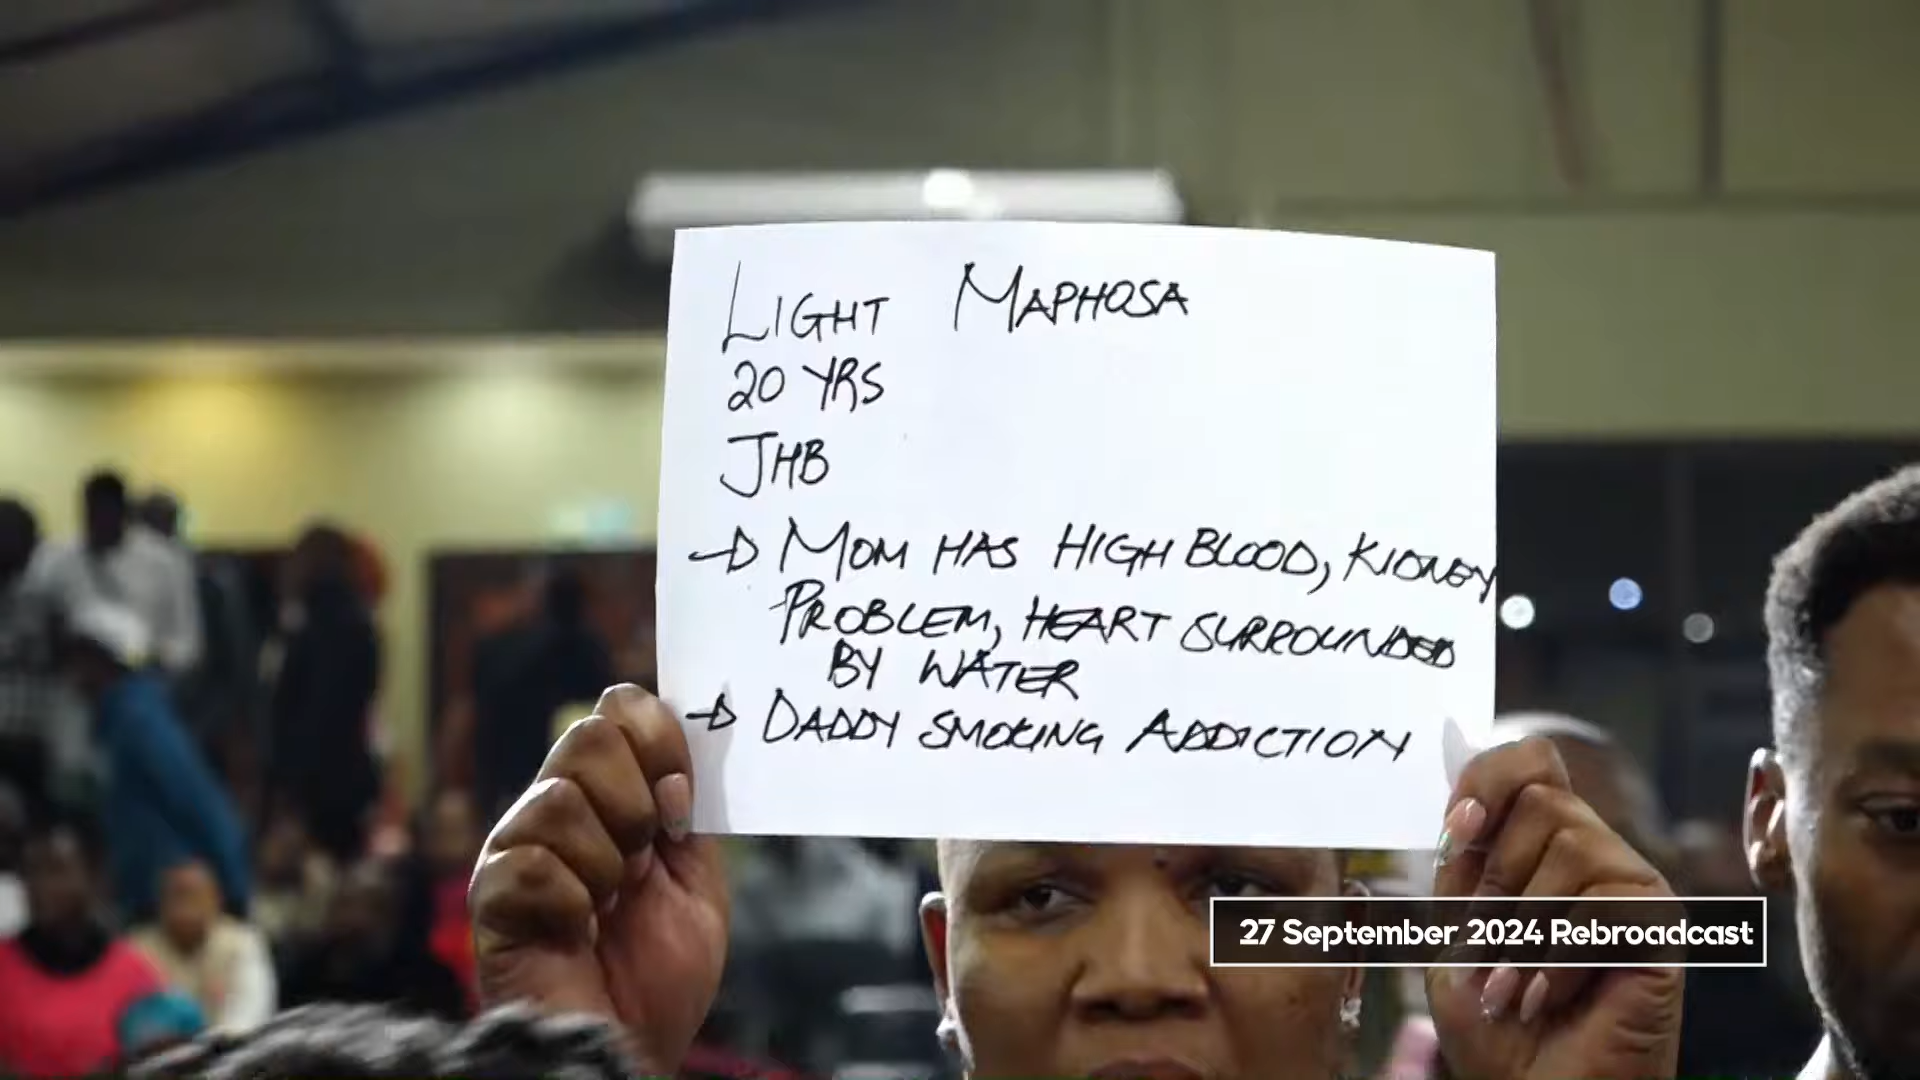 LIGHT MAPHOSA
20 YRS
JHB
→ MOM HAS HIGH BLOOD, KIDNEY
PROBLEM, HEART SURROUNDED
BY WATER
→ DADDY SMOKING ADDICTION
27 September 2024 Rebroadcast